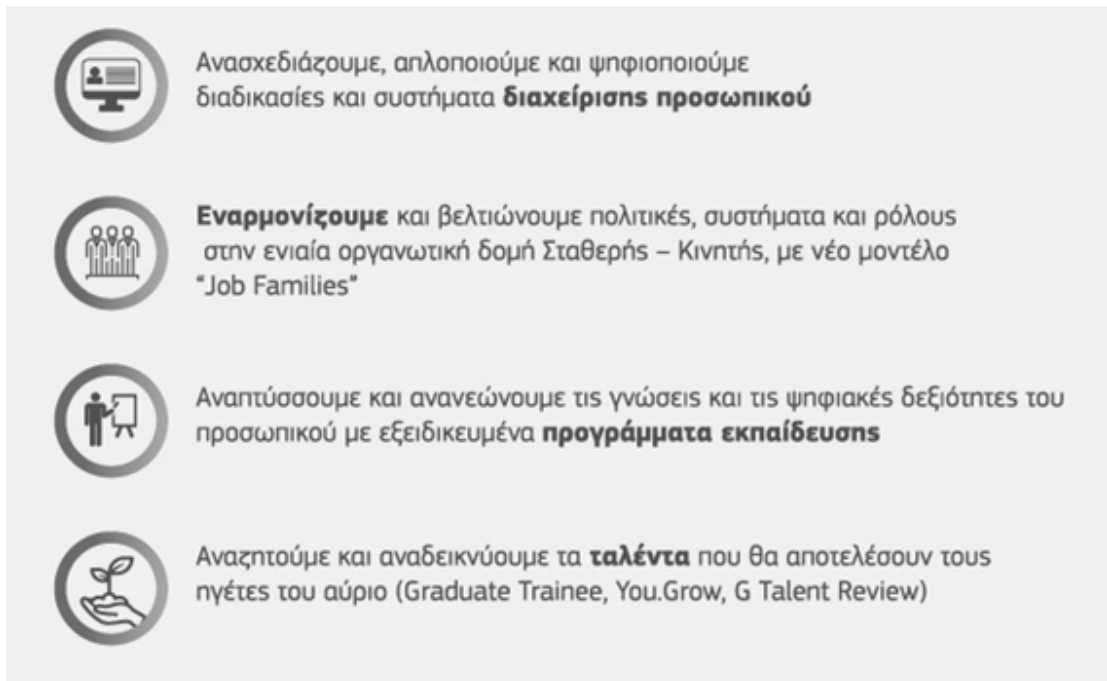 Ανασχεδιάζουμε, απλοποιούμε και ψηφιοποιούμε
διαδικασίες και συστήματα διαχείρισης προσωπικού
Εναρμονίζουμε και βελτιώνουμε πολιτικές, συστήματα και ρόλους
στην ενιαία οργανωτική δομή Σταθερής – Κινητής, με νέο μοντέλο
“Job Families”
Αναπτύσσουμε και ανανεώνουμε τις γνώσεις και τις ψηφιακές δεξιότητες του
προσωπικού με εξειδικευμένα προγράμματα εκπαίδευσης
Αναζητούμε και αναδεικνύουμε τα ταλέντα που θα αποτελέσουν τους
ηγέτες του αύριο (Graduate Trainee, You.Grow, G Talent Review)